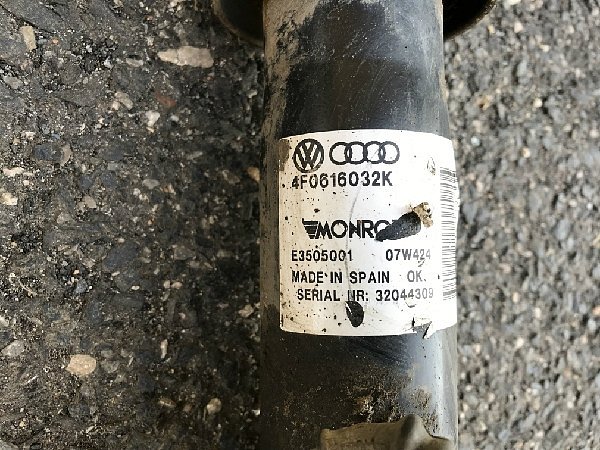 4F0616032K
MONRO
E3505001 07W424
MADE IN SPAIN OK.
SERIAL NR: 32044309